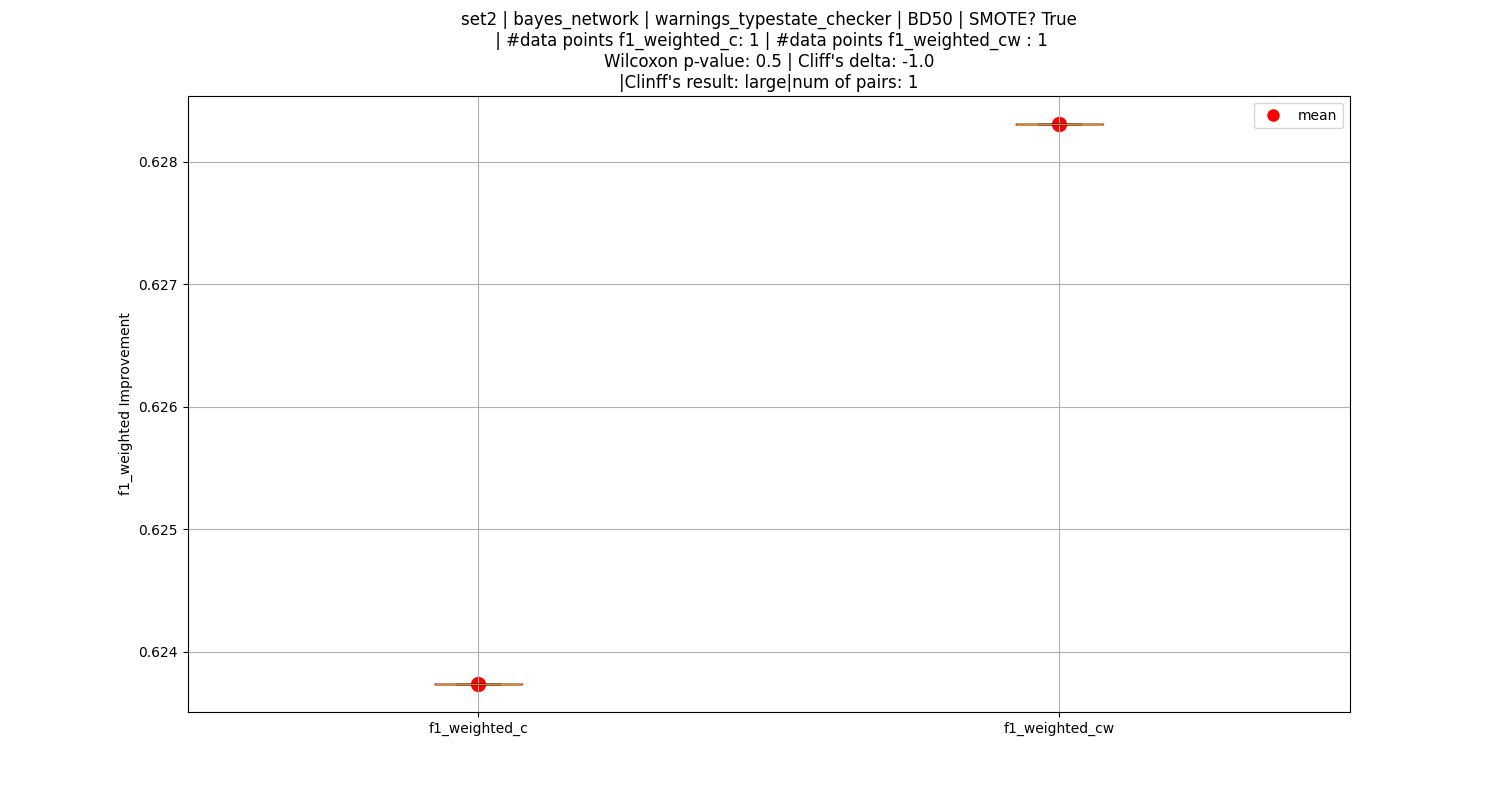 set2 | bayes_network | warnings_typestate_checker | BD50 | SMOTE? True
| #data points f1_weighted_c: 1 | #data points f1_weighted_cw : 1
Wilcoxon p-value: 0.5 | Cliff's delta: -1.0
|Clinff's result: large|num of pairs: 1
mean
0.628
0.627
0.626
0.625
0.624
f1_weighted Improvement
f1_weighted_c
f1_weighted_cw